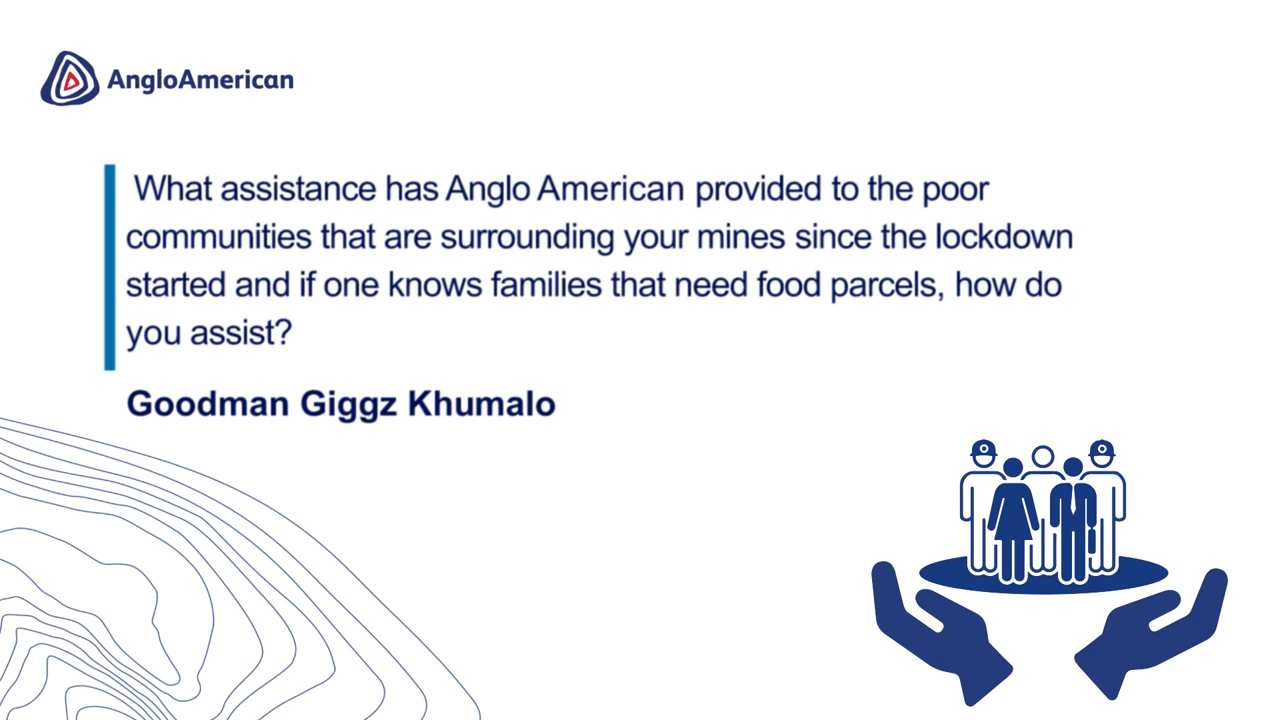 AngloAmerican
What assistance has Anglo American provided to the poor
communities that are surrounding your mines since the lockdown
started and if one knows families that need food parcels, how do
you assist?
Goodman Giggz Khumalo